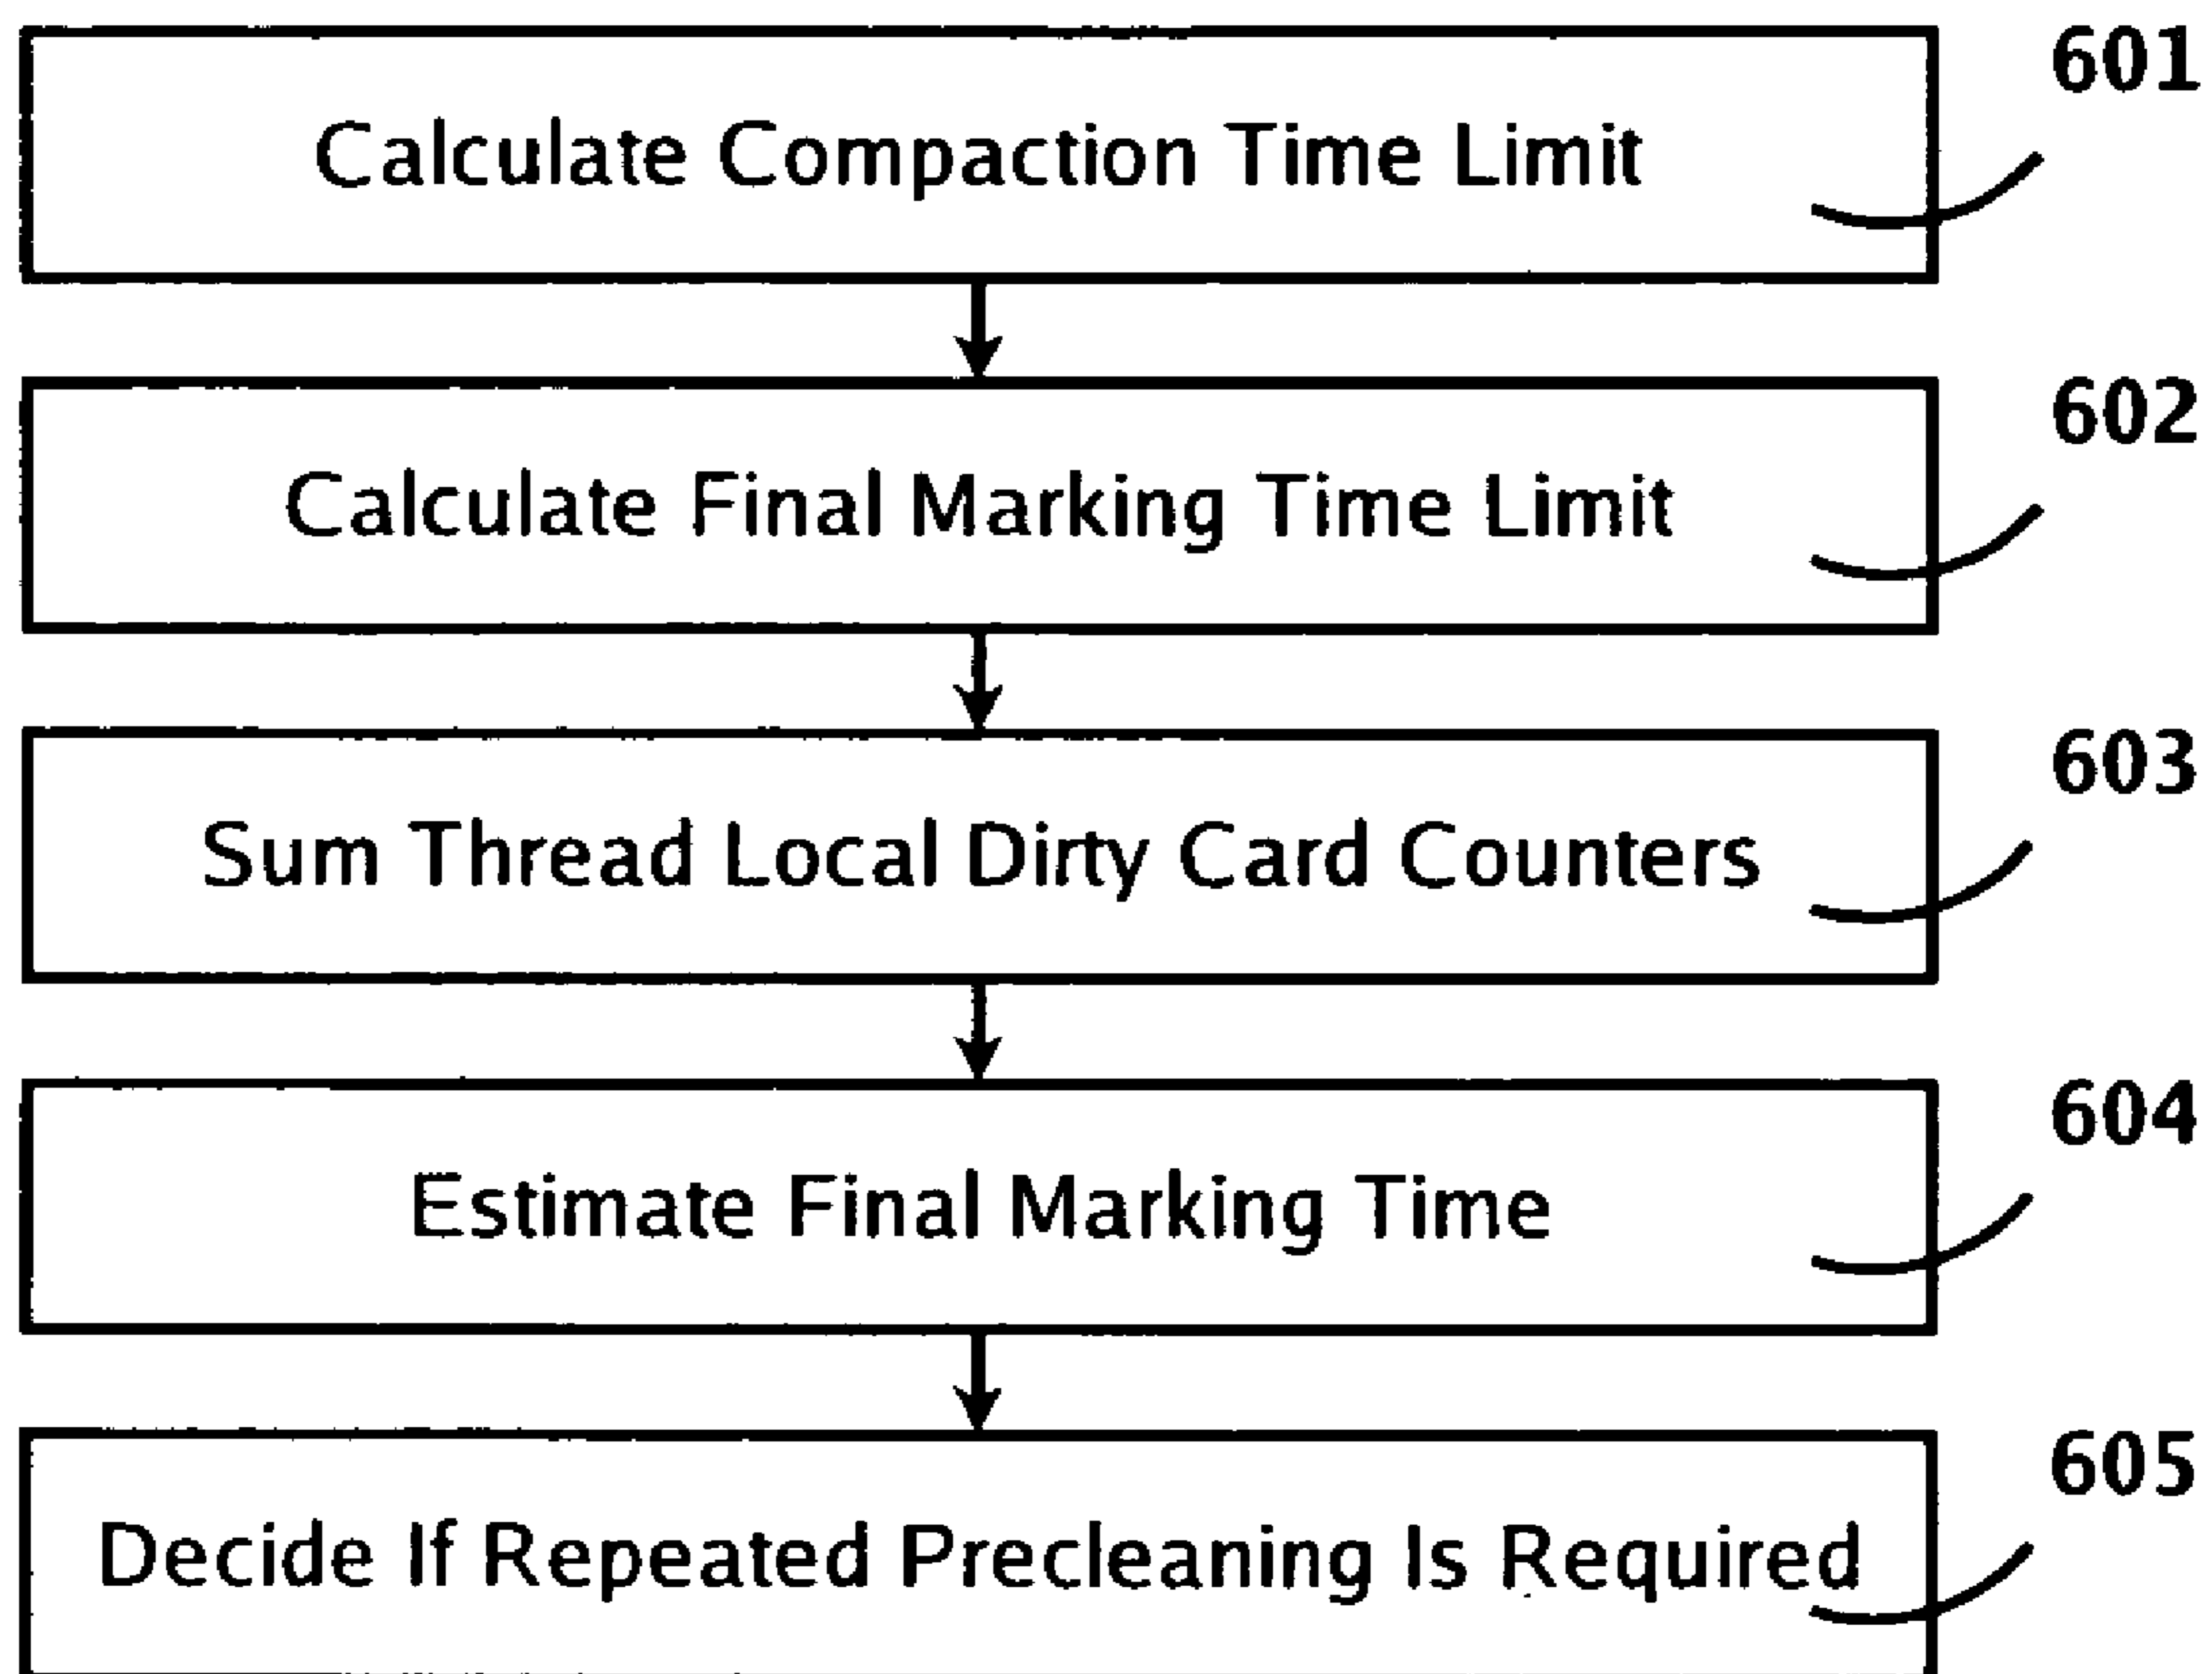 601
Calculate Compaction Time Limit
602
Calculate Final Marking Time Limit
603
Sum Thread Local Dirty Card Counters
604
Estimate Final Marking Time
605
Decide If Repeated Precleaning Is Required